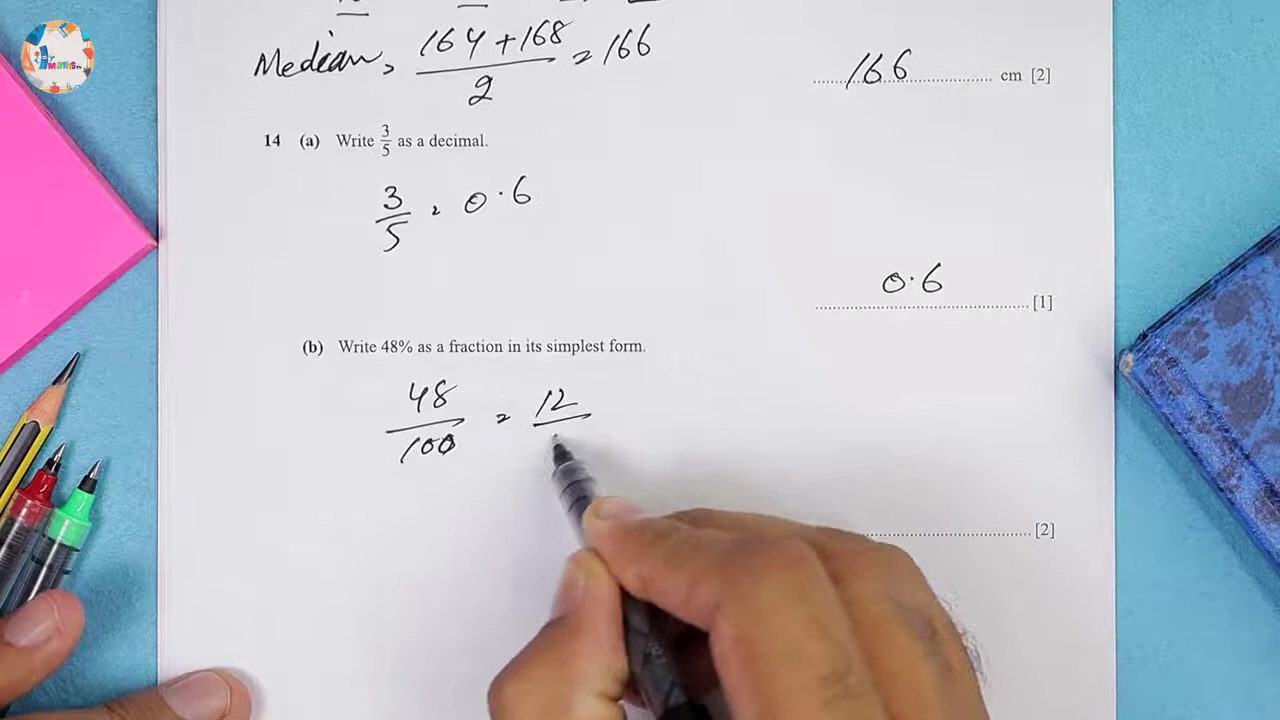 Median, 164 + 168 / 2 = 166
166 cm [2]
14 (a) Write 3/5 as a decimal.
3/5 = 0.6
0.6 [1]
(b) Write 48% as a fraction in its simplest form.
48/100 = 12/
[2]